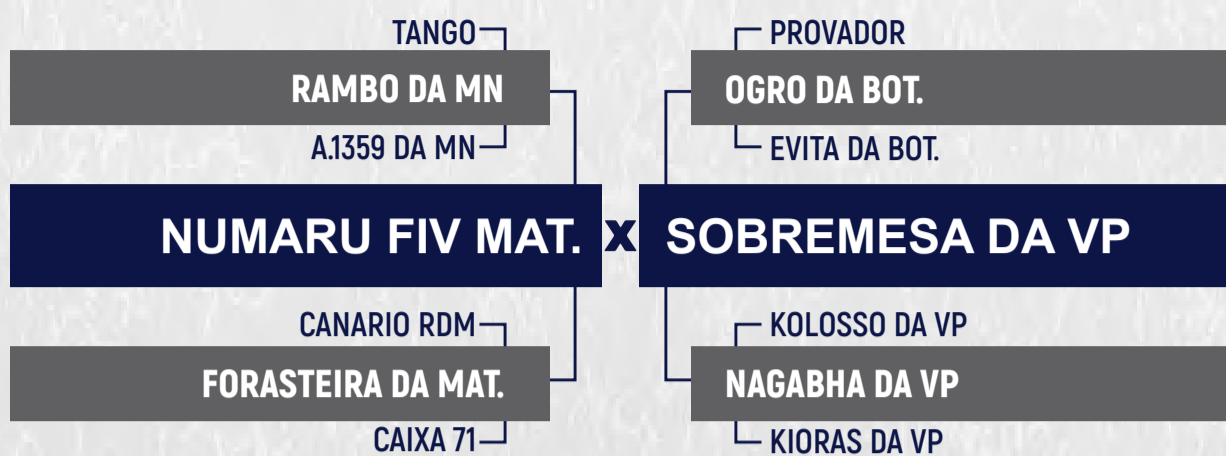 TANGO PROVADOR
RAMBO DA MN OGRO DA BOT.
A.1359 DA MN EVITA DA BOT.
NUMARU FIV MAT. X SOBREMESA DA VP
CANARIO RDM KOLOSSO DA VP
FORASTEIRA DA MAT. NAGABHA DA VP
CAIXA 71 KIORAS DA VP